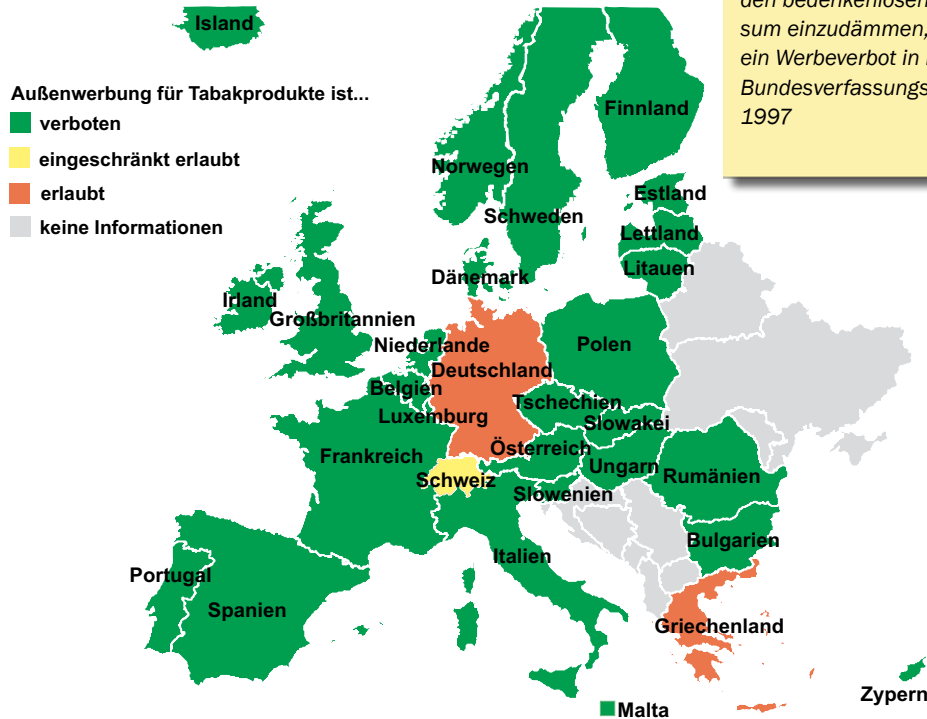 den bedenkenlosen
sum einzudämmen,
ein Werbeverbot in
Bundesverfassungs
1997
Island
Außenwerbung für Tabakprodukte ist...
verboten
eingeschränkt erlaubt
erlaubt
keine Informationen
Finnland
Norwegen
Schweden
Estland
Lettland
Litauen
Dänemark
Irland
Großbritannien
Niederlande
Polen
Deutschland
Belgien
Tschechien
Luxemburg
Slowakei
Österreich
Frankreich
Ungarn
Rumänien
Schweiz
Slowenien
Bulgarien
Italien
Portugal
Spanien
Griechenland
Zypern
Malta